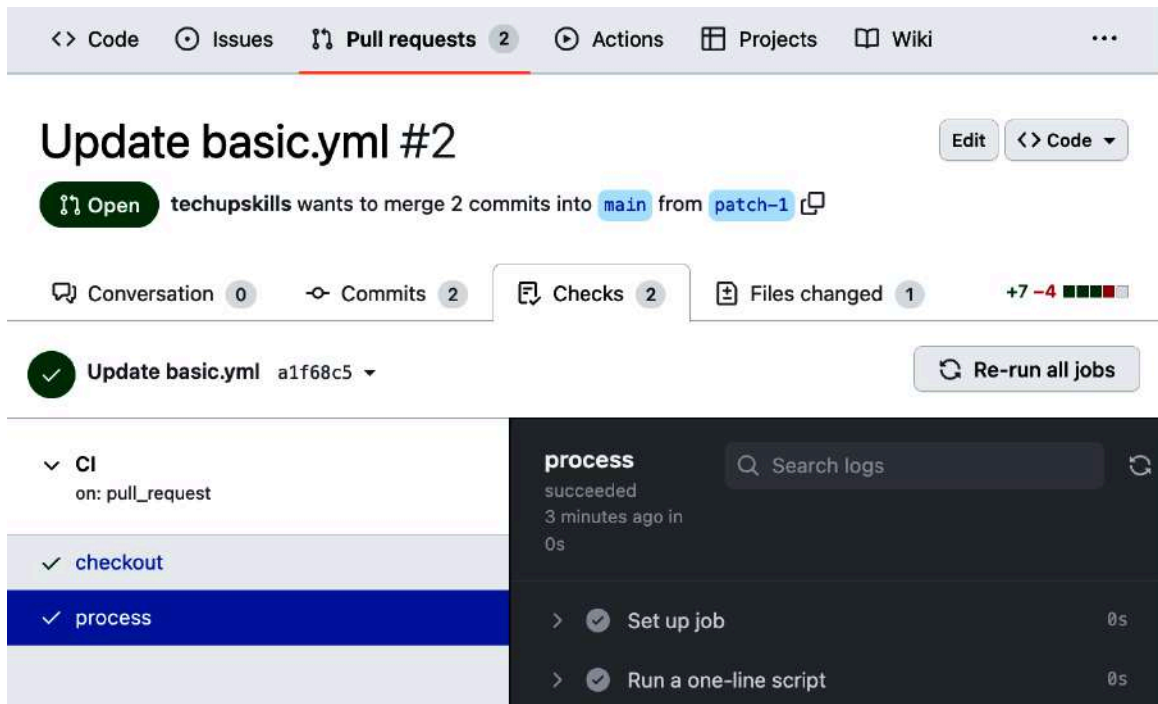 <> Code Issues Pull requests 2 Actions Projects Wiki ...
Update basic.yml #2 Edit <> Code
Open techupskills wants to merge 2 commits into main from patch-1
Conversation 0 Commits 2 Checks 2 Files changed 1 +7 −4
Update basic.yml a1f68c5 Re-run all jobs
CI
on: pull_request
checkout
process
process Search logs
succeeded
3 minutes ago in
0s
Set up job 0s
Run a one-line script 0s